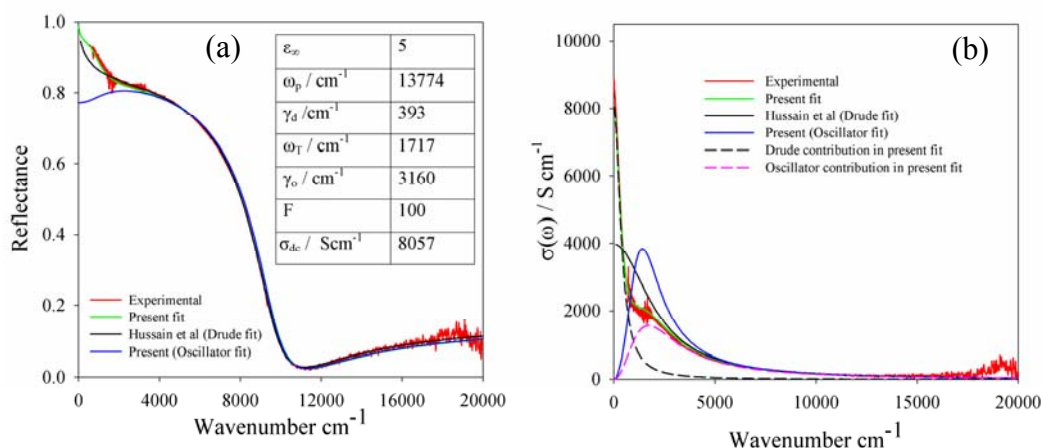 (a)
ε∞ 5
ωp / cm-1 13774
γd /cm-1 393
ωT / cm-1 1717
γo / cm-1 3160
F 100
σdc / Scm-1 8057
Reflectance
1.0
0.8
0.6
0.4
0.2
0.0
Experimental
Present fit
Hussain et al (Drude fit)
Present (Oscillator fit)
0 4000 8000 12000 16000 20000
Wavenumber cm-1
(b)
σ(ω) / S cm-1
10000
8000
6000
4000
2000
0
Experimental
Present fit
Hussain et al (Drude fit)
Present (Oscillator fit)
Drude contribution in present fit
Oscillator contribution in present fit
0 5000 10000 15000 20000
Wavenumber cm-1